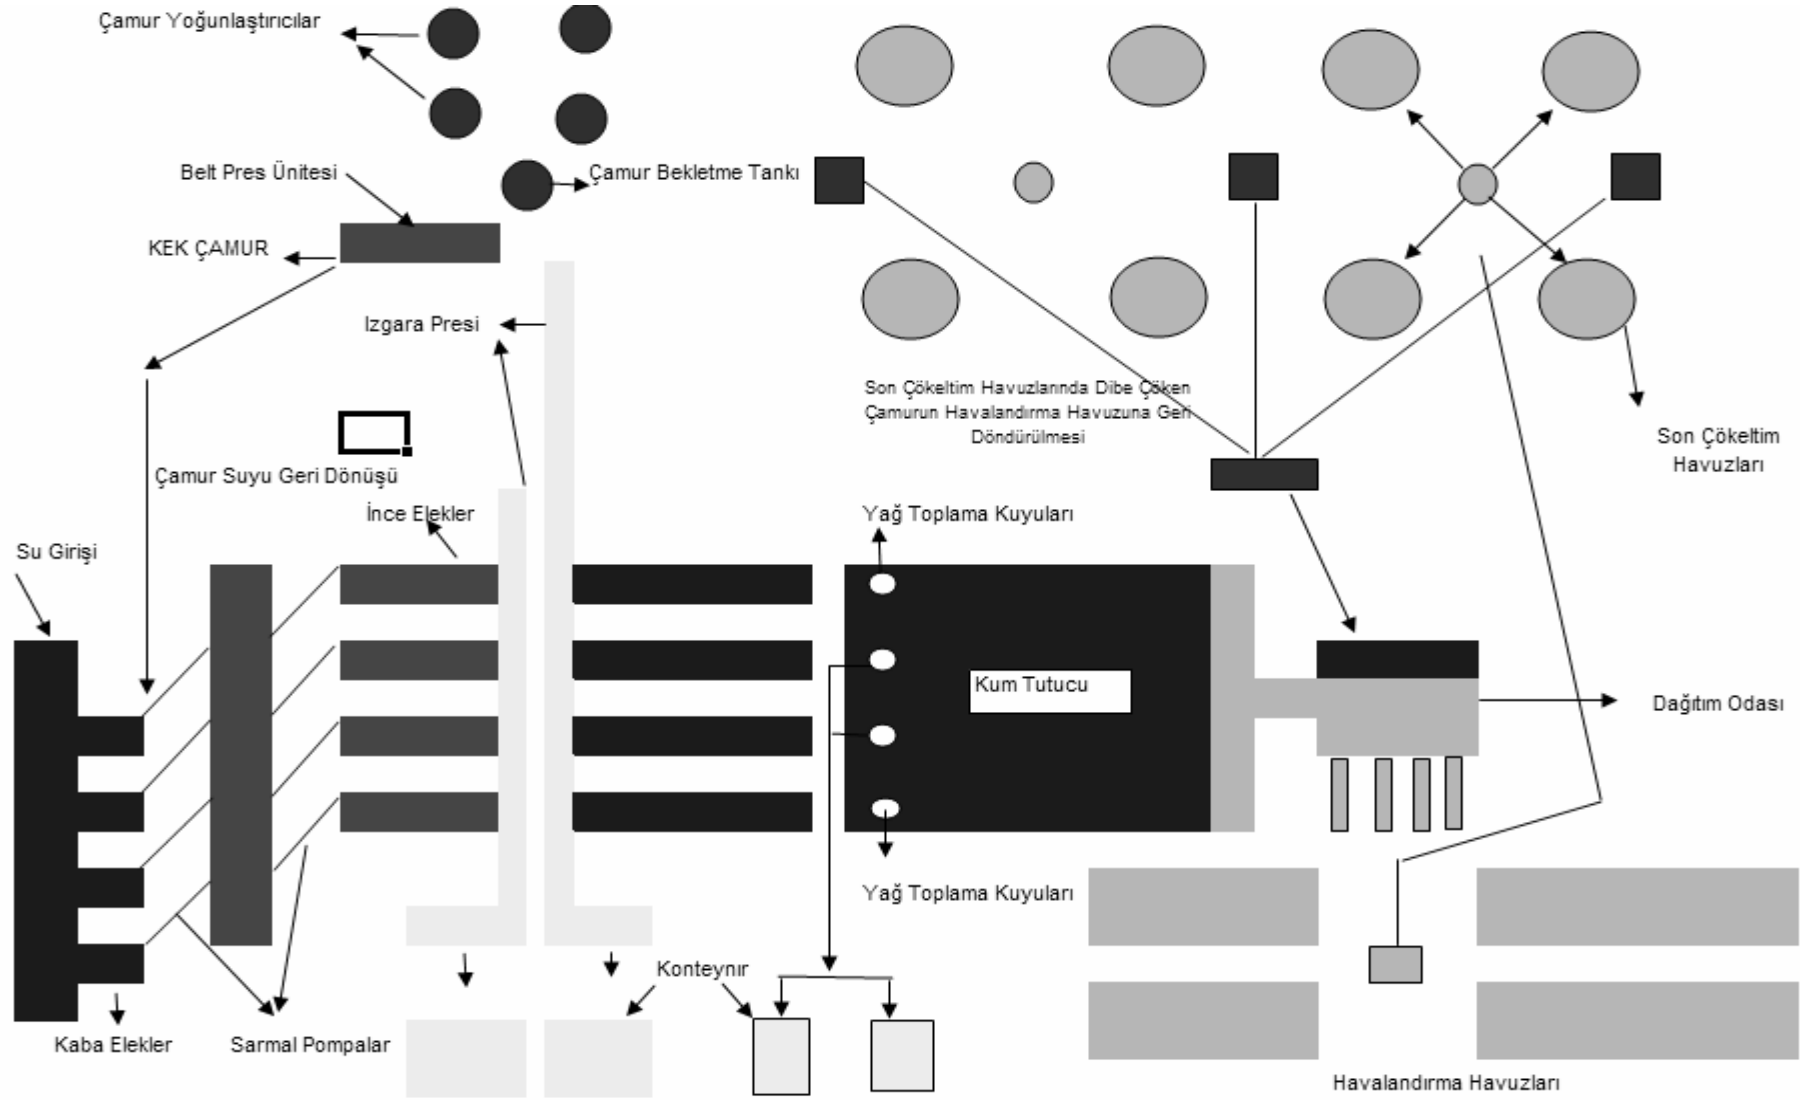 Çamur Yoğunlaştırıcılar
Belt Pres Ünitesi
Çamur Bekletme Tankı
KEK ÇAMUR
Izgara Presi
Son Çökeltim Havuzlarında Dibe Çöken
Çamurun Havalandırma Havuzuna Geri
Döndürülmesi
Son Çökeltim
Havuzları
Çamur Suyu Geri Dönüşü
İnce Elekler
Yağ Toplama Kuyuları
Su Girişi
Kum Tutucu
Dağıtım Odası
Yağ Toplama Kuyuları
Konteynır
Kaba Elekler
Sarmal Pompalar
Havalandırma Havuzları